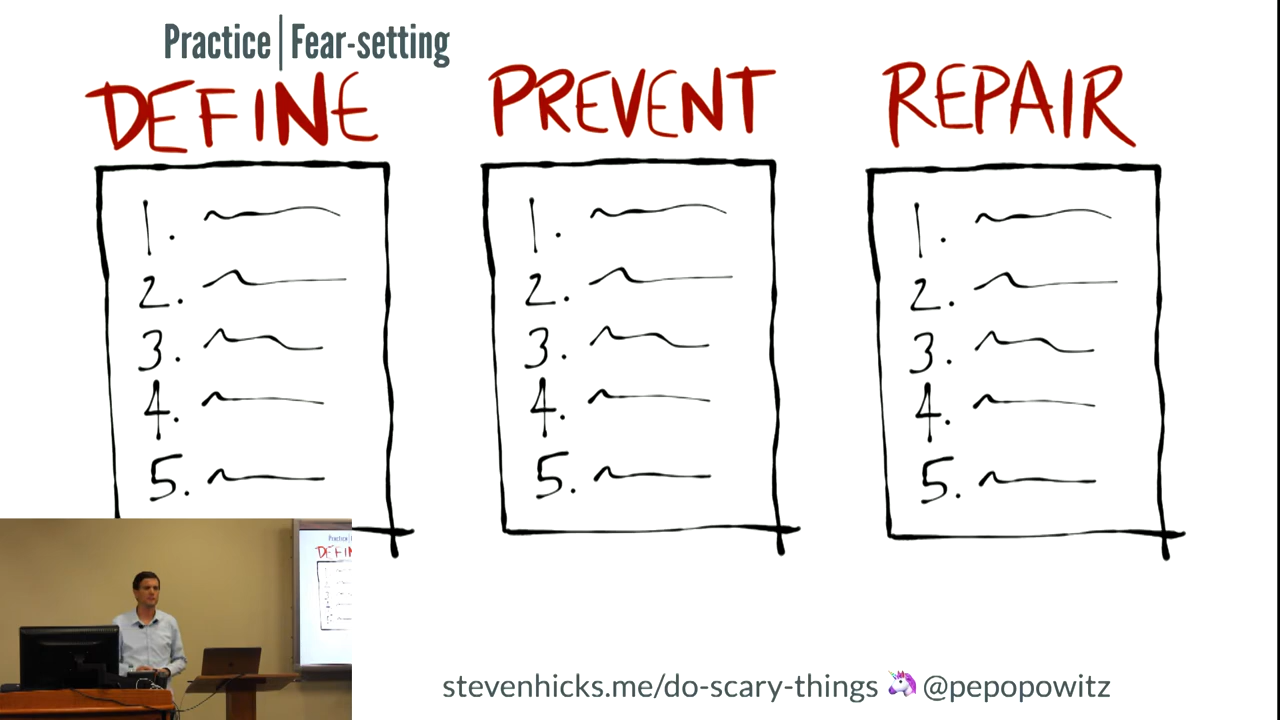 Practice | Fear-setting
DEFINE
1.
2.
3.
4.
5.
PREVENT
1.
2.
3.
4.
5.
REPAIR
1.
2.
3.
4.
5.
DEFIN
stevenhicks.me/do-scary-things 🦄 @pepopowitz